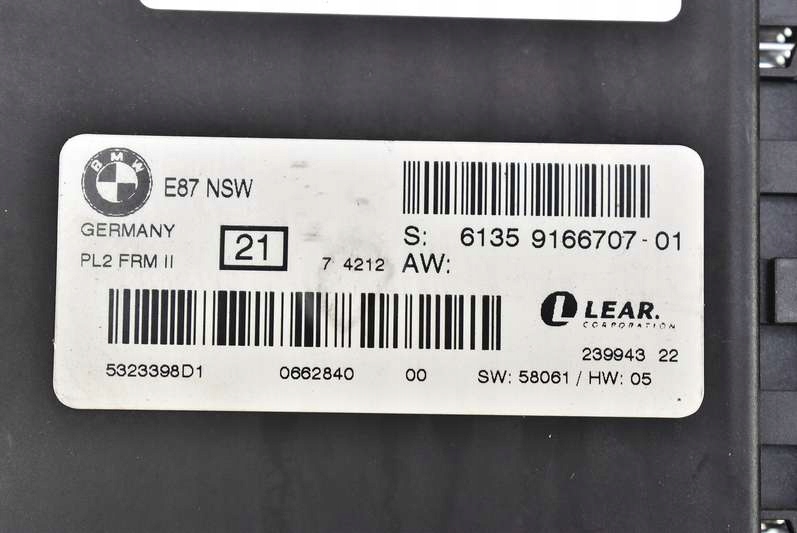 BMW
E87 NSW
GERMANY
PL2 FRM II
21
7 4212
S: 6135 9166707-01
AW:
LEAR.
CORPORATION
239943 22
5323398D1 0662840 00 SW: 58061 / HW: 05